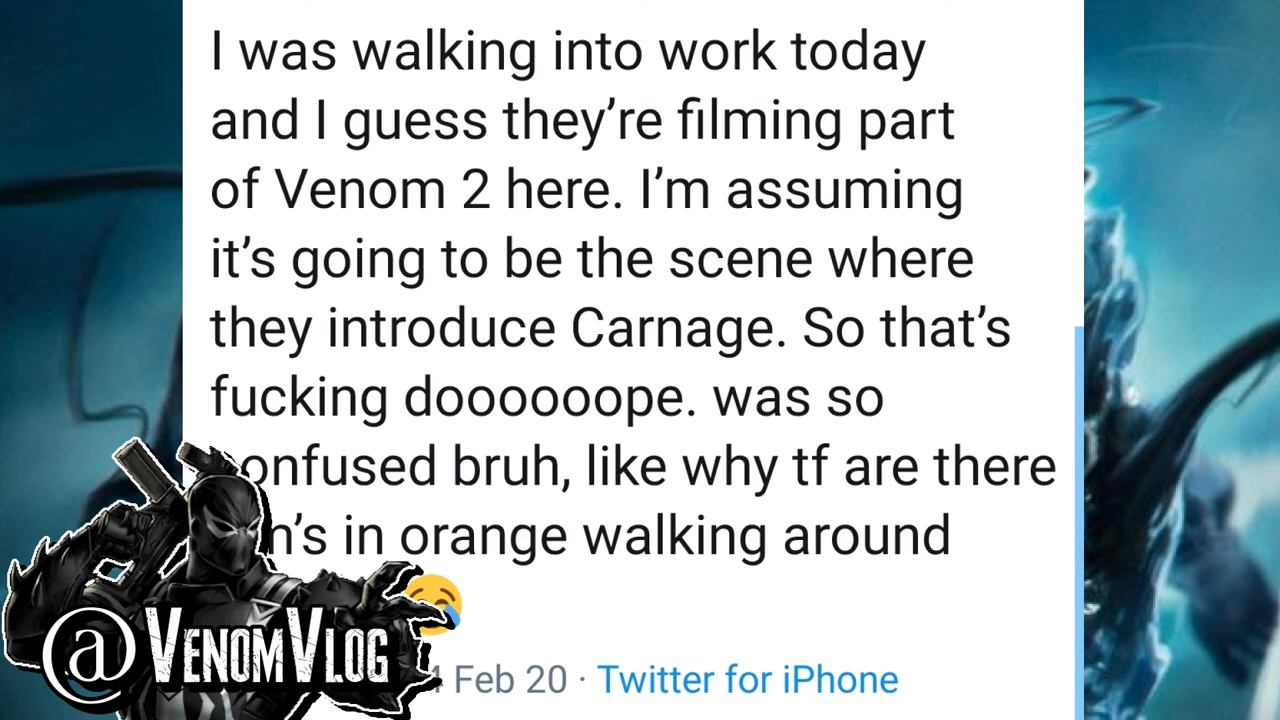 I was walking into work today
and I guess they’re filming part
of Venom 2 here. I’m assuming
it’s going to be the scene where
they introduce Carnage. So that’s
fucking dooooooope. was so
onfused bruh, like why tf are there
n’s in orange walking around
4 Feb 20 · Twitter for iPhone
@VENOMVLOG